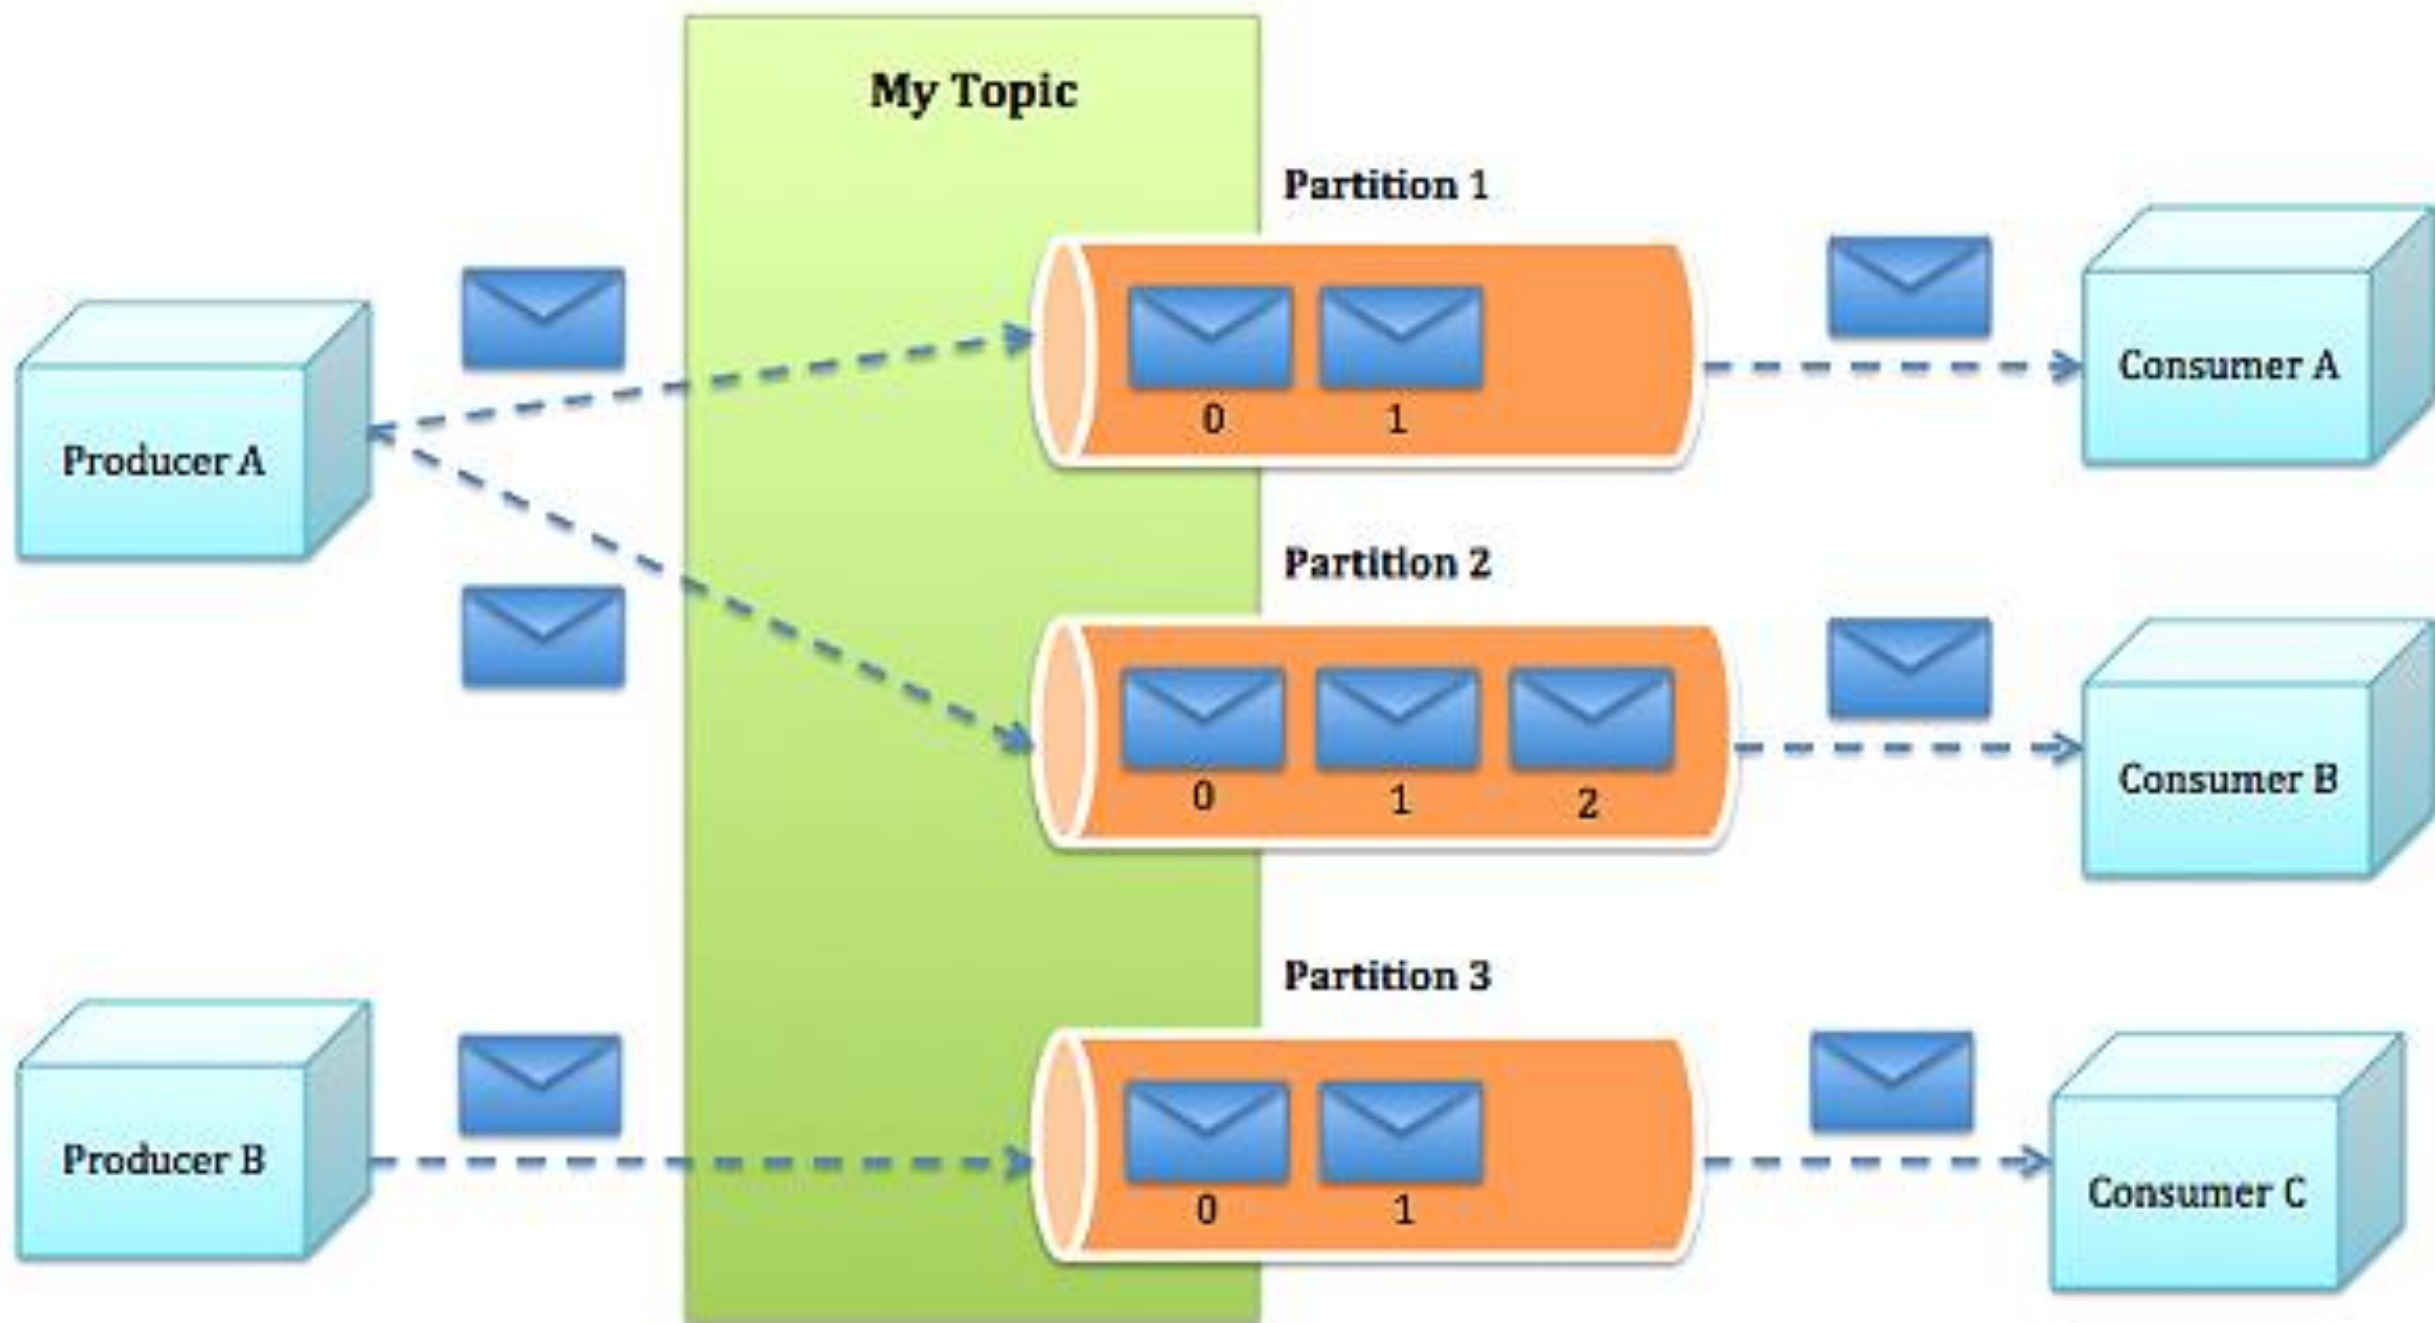 My Topic
Partition 1
0 1
Producer A
Consumer A
Partition 2
0 1 2
Consumer B
Partition 3
0 1
Producer B
Consumer C